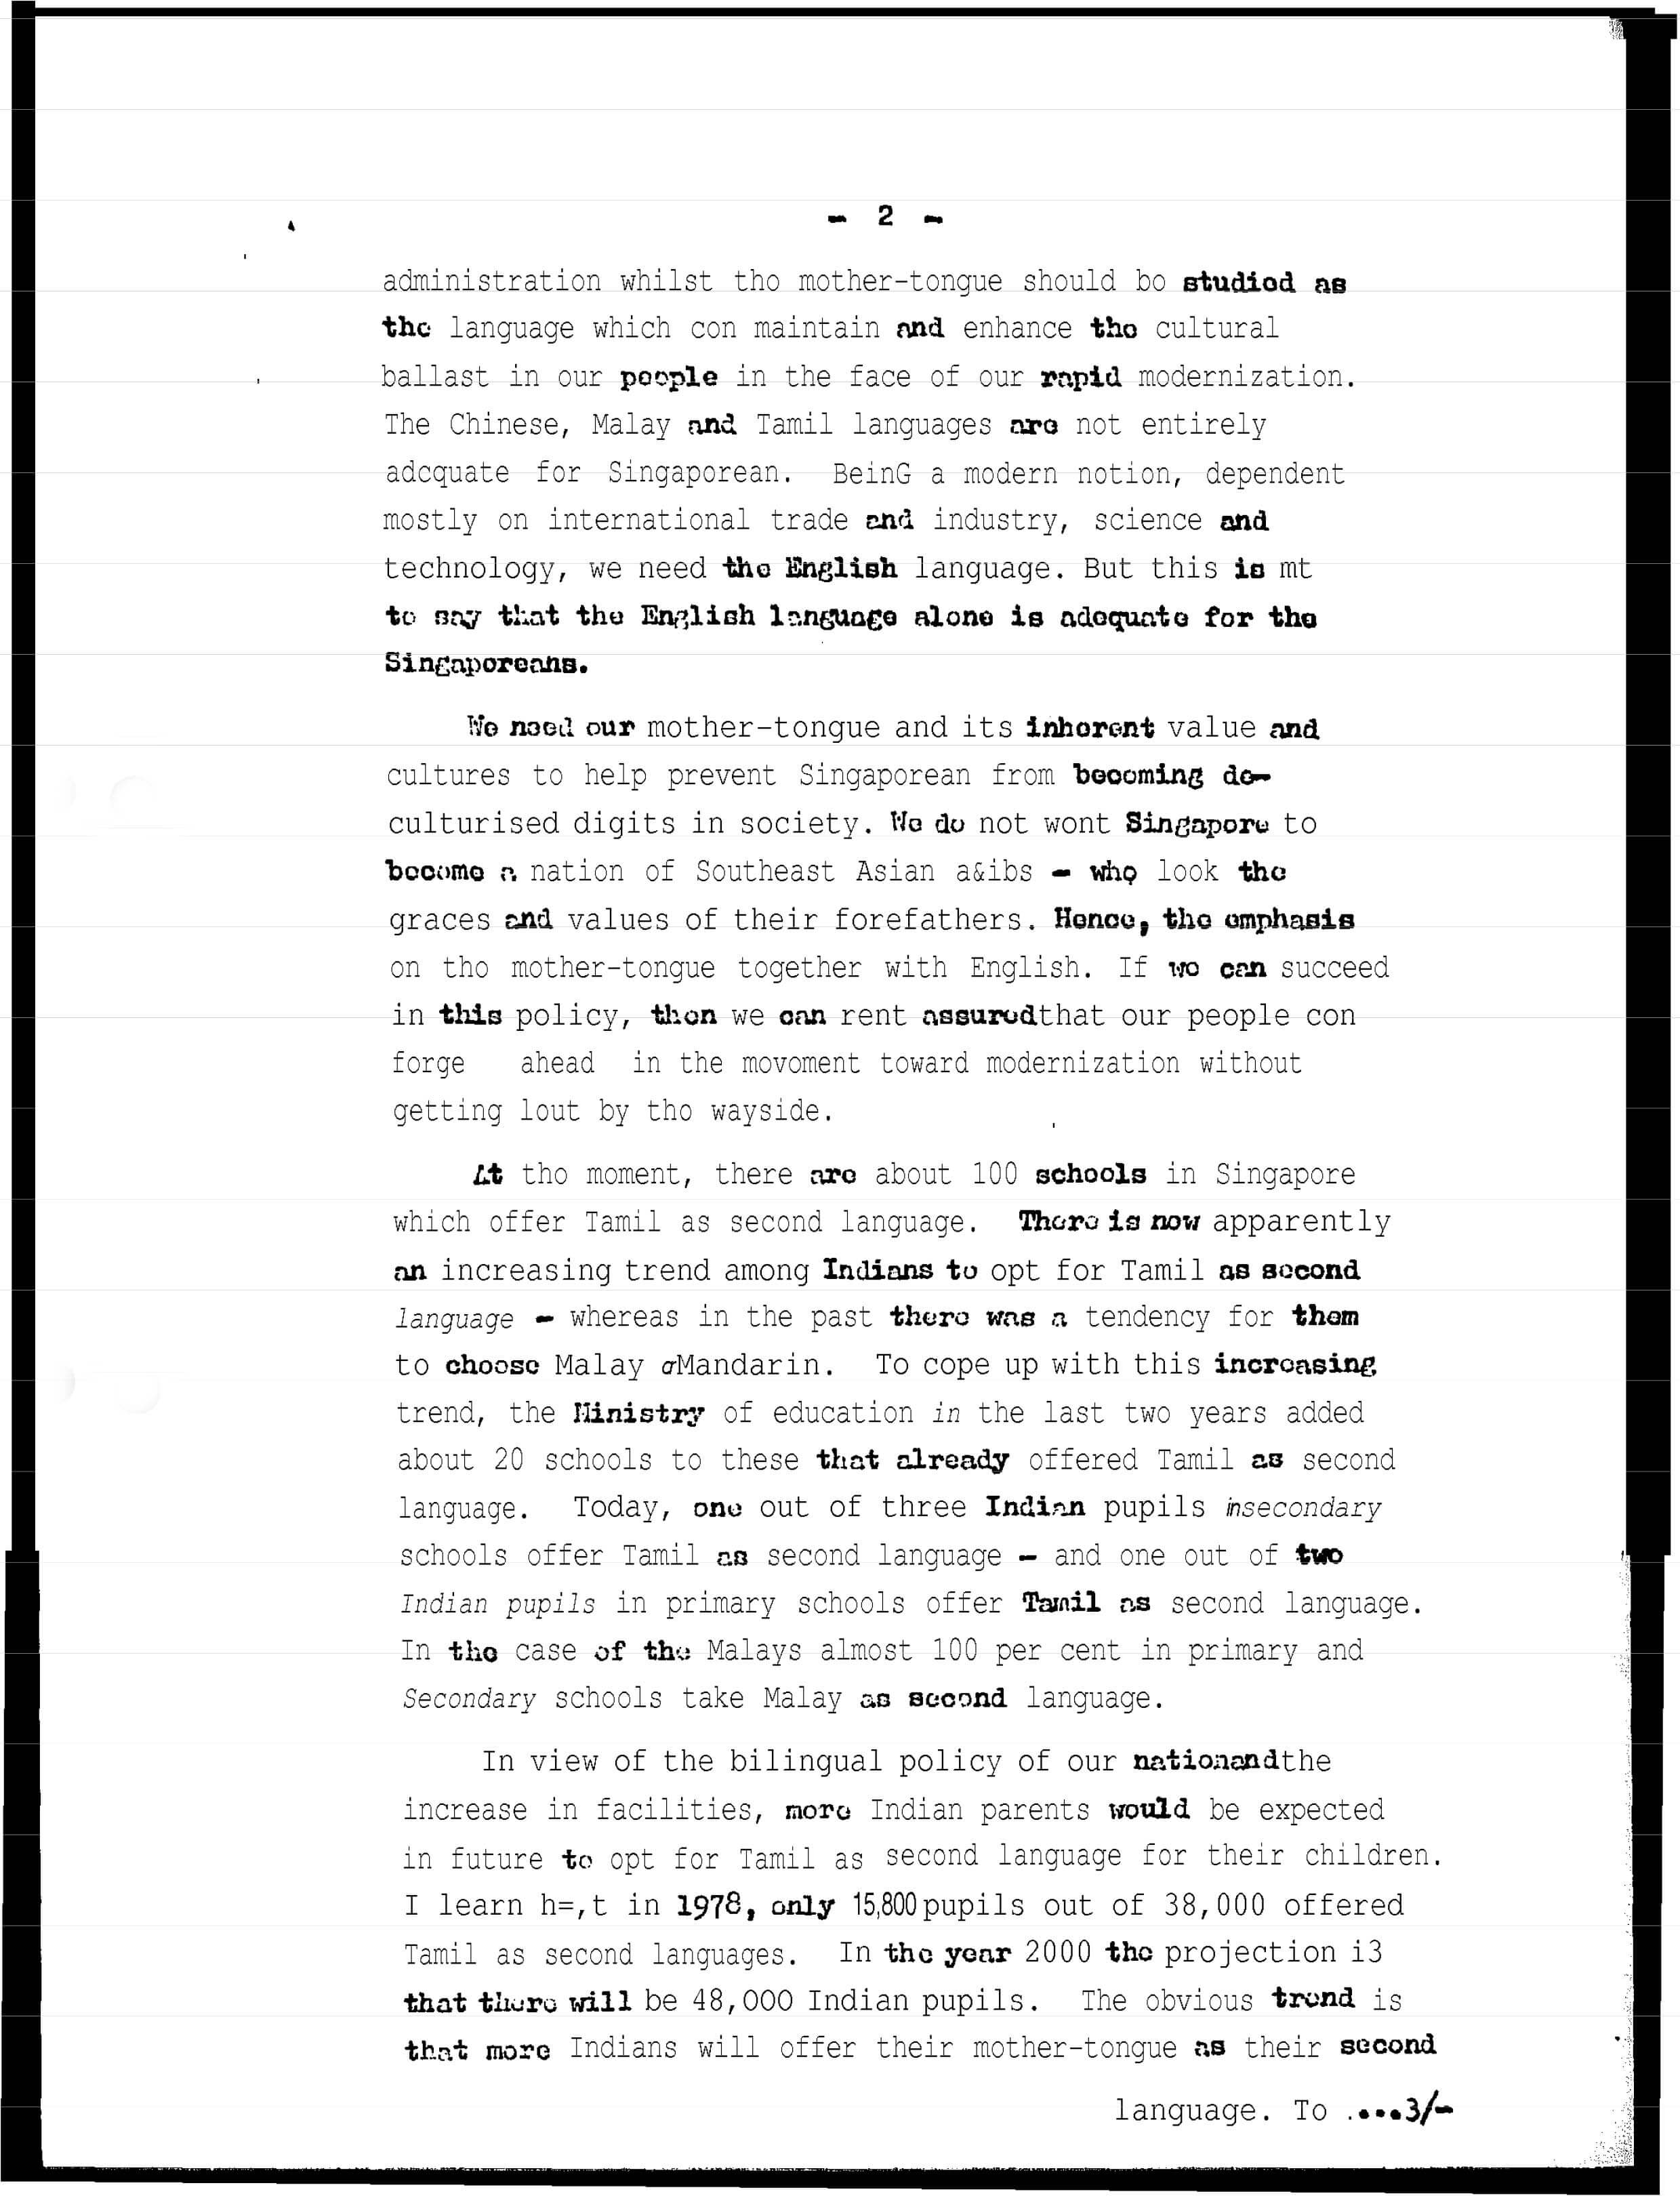 - 2 -
administration whilst tho mother-tongue should bo studiod as
the language which con maintain and enhance tho cultural
ballast in our people in the face of our rapid modernization.
The Chinese, Malay and Tamil languages are not entirely
adcquate for Singaporean. BeinG a modern notion, dependent
mostly on international trade and industry, science and
technology, we need the English language. But this is mt
to say that the English language alone is adequate for the
Singaporeans.
We need our mother-tongue and its inherent value and
cultures to help prevent Singaporean from becoming de-
culturised digits in society. We do not wont Singapore to
become a nation of Southeast Asian a&ibs - who look the
graces and values of their forefathers. Hence, the emphasis
on tho mother-tongue together with English. If we can succeed
in this policy, then we can rent assuredthat our people con
forge ahead in the movoment toward modernization without
getting lout by tho wayside.
At tho moment, there are about 100 schools in Singapore
which offer Tamil as second language. There is now apparently
an increasing trend among Indians to opt for Tamil as second
language - whereas in the past there was a tendency for them
to choose Malay σMandarin. To cope up with this increasing
trend, the Ministry of education in the last two years added
about 20 schools to these that already offered Tamil as second
language. Today, one out of three Indian pupils insecondary
schools offer Tamil as second language - and one out of two
Indian pupils in primary schools offer Tamil as second language.
In the case of the Malays almost 100 per cent in primary and
Secondary schools take Malay as second language.
In view of the bilingual policy of our nationandthe
increase in facilities, more Indian parents would be expected
in future to opt for Tamil as second language for their children.
I learn h=,t in 1978, only 15,800 pupils out of 38,000 offered
Tamil as second languages. In the year 2000 the projection i3
that there will be 48,000 Indian pupils. The obvious trend is
that more Indians will offer their mother-tongue as their second
language. To ....3/-